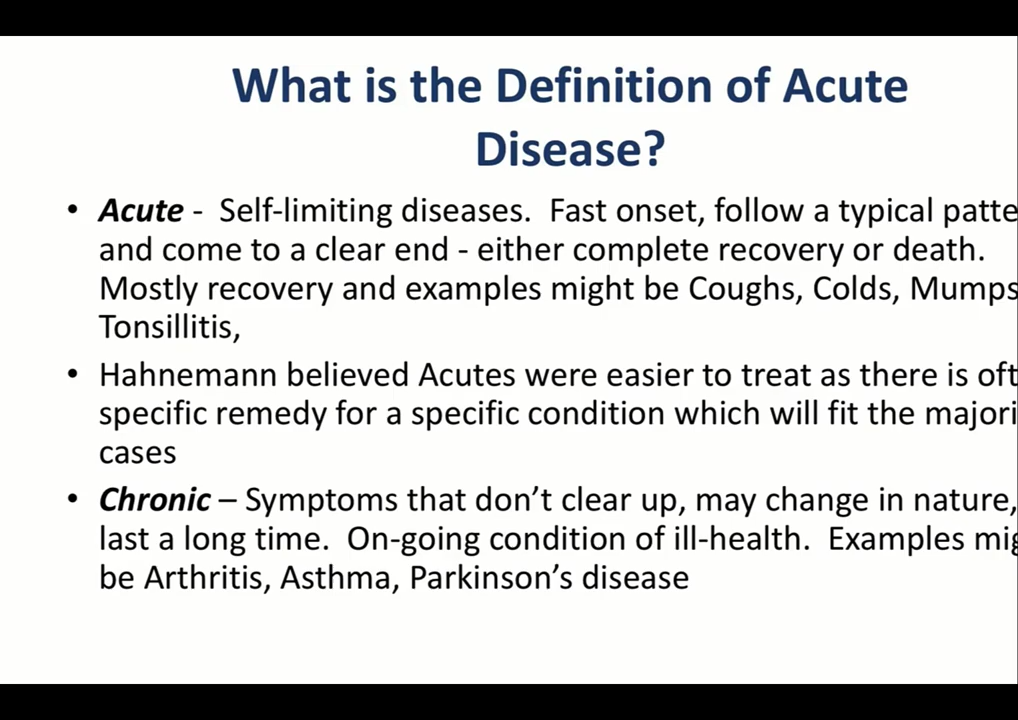 What is the Definition of Acute
Disease?
• Acute - Self-limiting diseases. Fast onset, follow a typical patte
and come to a clear end - either complete recovery or death.
Mostly recovery and examples might be Coughs, Colds, Mumps
Tonsillitis,
• Hahnemann believed Acutes were easier to treat as there is oft
specific remedy for a specific condition which will fit the majori
cases
• Chronic – Symptoms that don’t clear up, may change in nature,
last a long time. On-going condition of ill-health. Examples mig
be Arthritis, Asthma, Parkinson’s disease